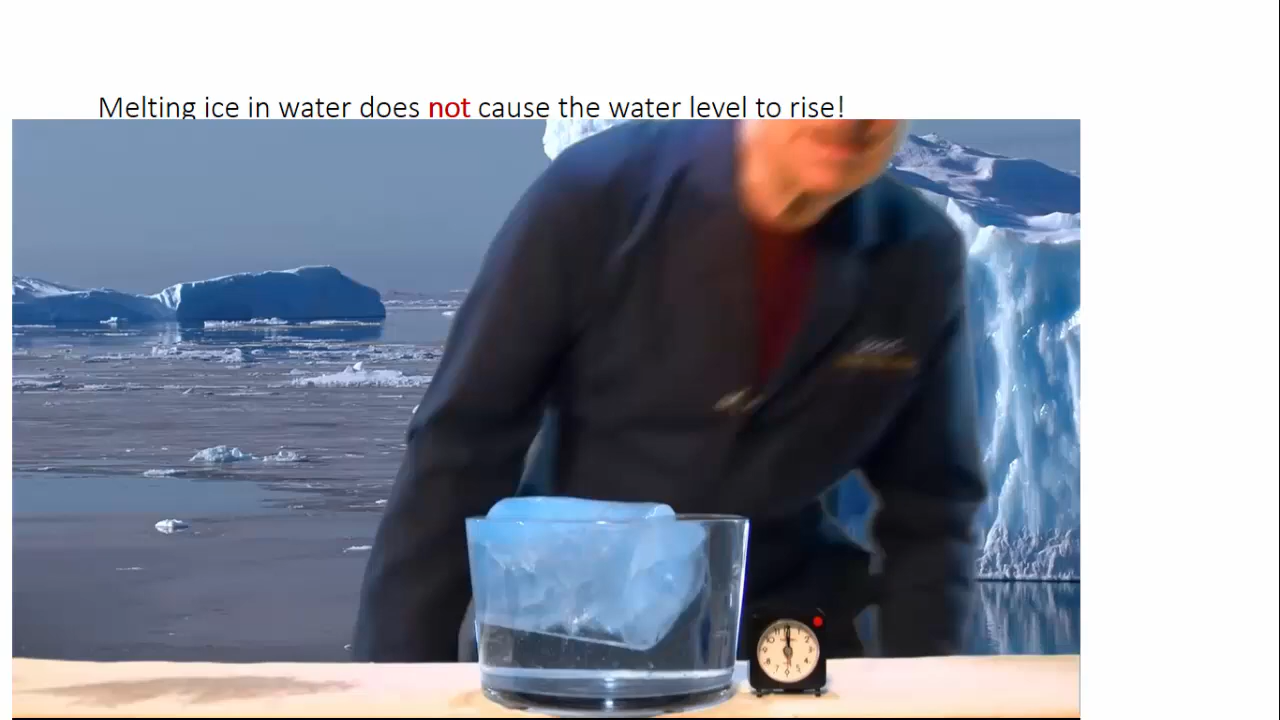 Melting ice in water does not cause the water level to rise!